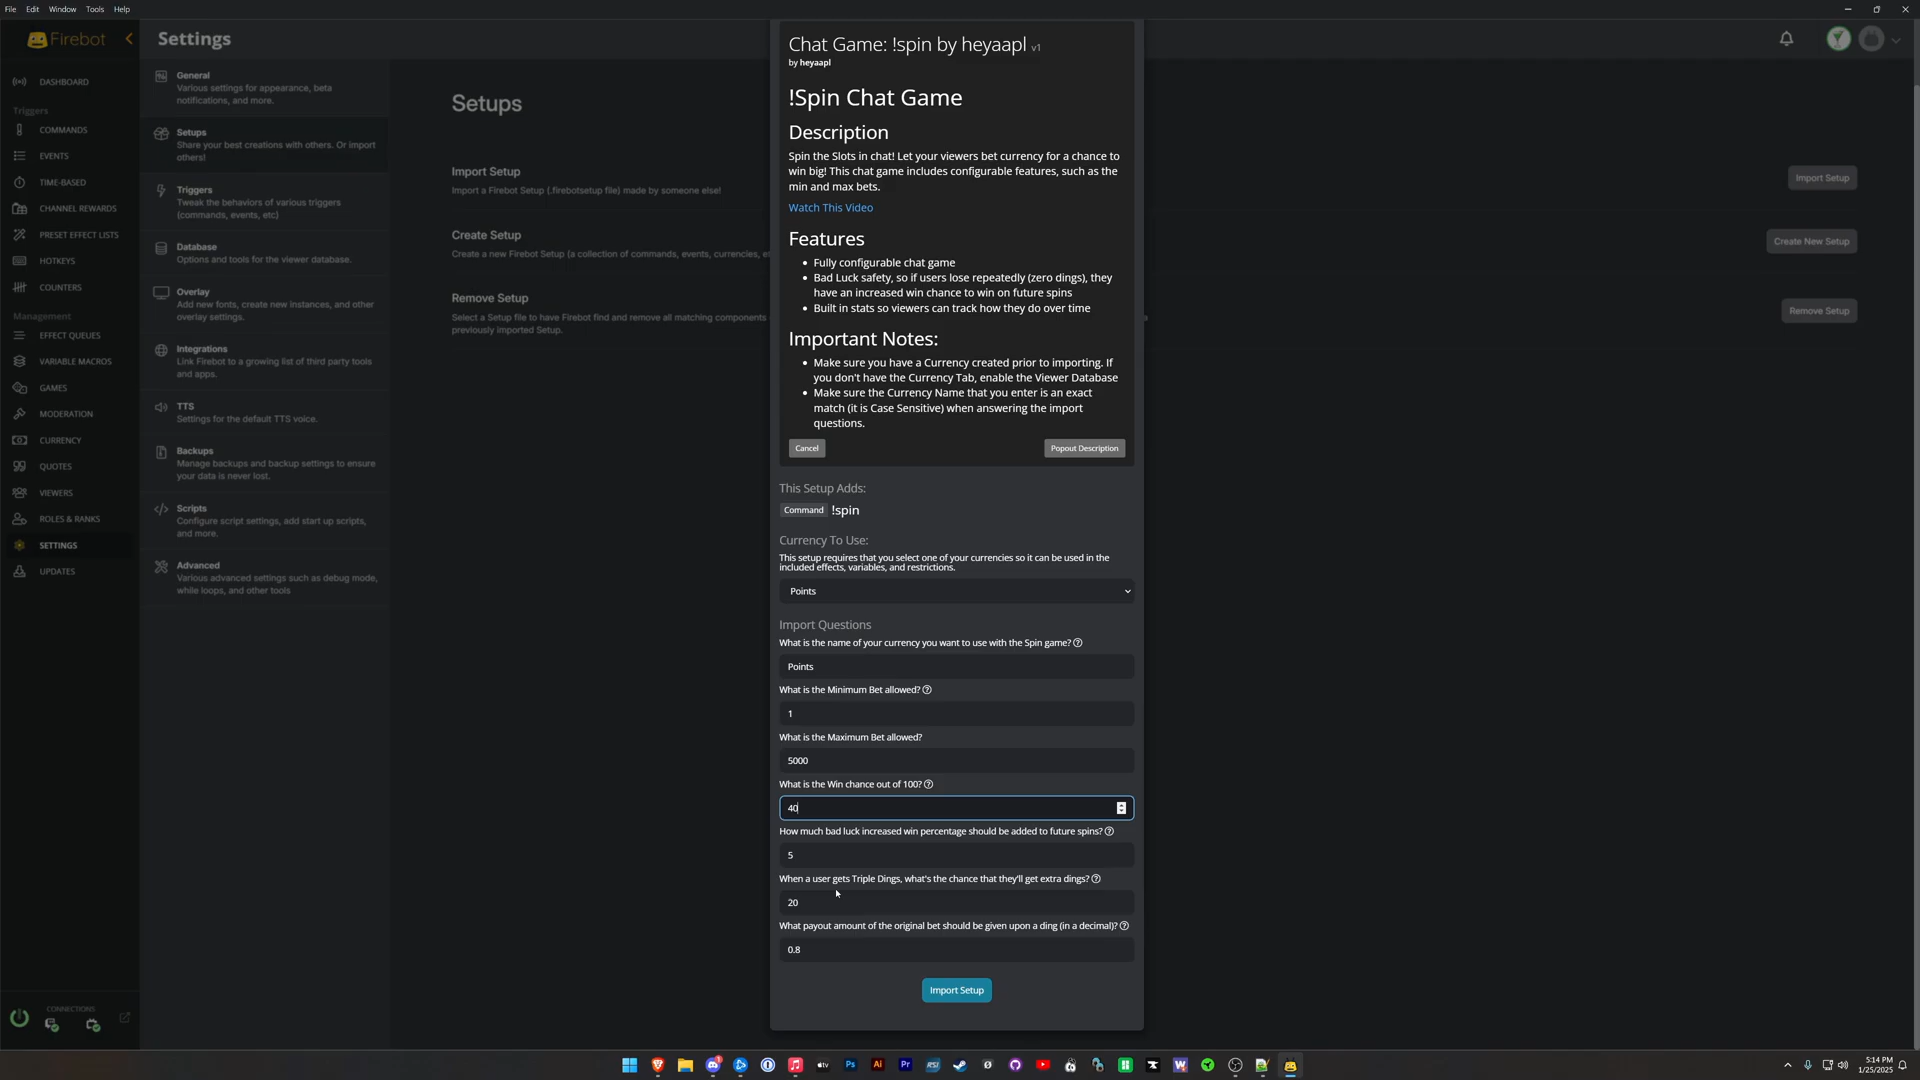 File Edit Window Tools Help
Firebot
Settings
DASHBOARD
Triggers
COMMANDS
EVENTS
TIME-BASED
CHANNEL REWARDS
PRESET EFFECT LISTS
HOTKEYS
COUNTERS
Management
EFFECT QUEUES
VARIABLE MACROS
GAMES
MODERATION
CURRENCY
QUOTES
VIEWERS
ROLES & RANKS
SETTINGS
UPDATES
CONNECTIONS
General
Various settings for appearance, beta
notifications, and more.
Setups
Share your best creations with others. Or import
others!
Triggers
Tweak the behaviors of various triggers
(commands, events, etc)
Database
Options and tools for the viewer database.
Overlay
Add new fonts, create new instances, and other
overlay settings.
Integrations
Link Firebot to a growing list of third party tools
and apps.
TTS
Settings for the default TTS voice.
Backups
Manage backups and backup settings to ensure
your data is never lost.
Scripts
Configure script settings, add start up scripts,
and more.
Advanced
Various advanced settings such as debug mode,
while loops, and other tools
Setups
Import Setup
Import a Firebot Setup (.firebotsetup file) made by someone else!
Import Setup
Create Setup
Create a new Firebot Setup (a collection of commands, events, currencies,
Create New Setup
Remove Setup
Select a Setup file to have Firebot find and remove all matching components
previously imported Setup.
Remove Setup
Chat Game: !spin by heyaapl v1
by heyaapl
!Spin Chat Game
Description
Spin the Slots in chat! Let your viewers bet currency for a chance to
win big! This chat game includes configurable features, such as the
min and max bets.
Watch This Video
Features
• Fully configurable chat game
• Bad Luck safety, so if users lose repeatedly (zero dings), they
have an increased win chance to win on future spins
• Built in stats so viewers can track how they do over time
Important Notes:
• Make sure you have a Currency created prior to importing. If
you don't have the Currency Tab, enable the Viewer Database
• Make sure the Currency Name that you enter is an exact
match (it is Case Sensitive) when answering the import
questions.
Cancel
Popout Description
This Setup Adds:
Command !spin
Currency To Use:
This setup requires that you select one of your currencies so it can be used in the
included effects, variables, and restrictions.
Points
Import Questions
What is the name of your currency you want to use with the Spin game?
Points
What is the Minimum Bet allowed?
1
What is the Maximum Bet allowed?
5000
What is the Win chance out of 100?
40
How much bad luck increased win percentage should be added to future spins?
5
When a user gets Triple Dings, what's the chance that they'll get extra dings?
20
What payout amount of the original bet should be given upon a ding (in a decimal)?
0.8
Import Setup
Ps
Ai
Pr
RSI
tv
W
5:14 PM
1/25/2025